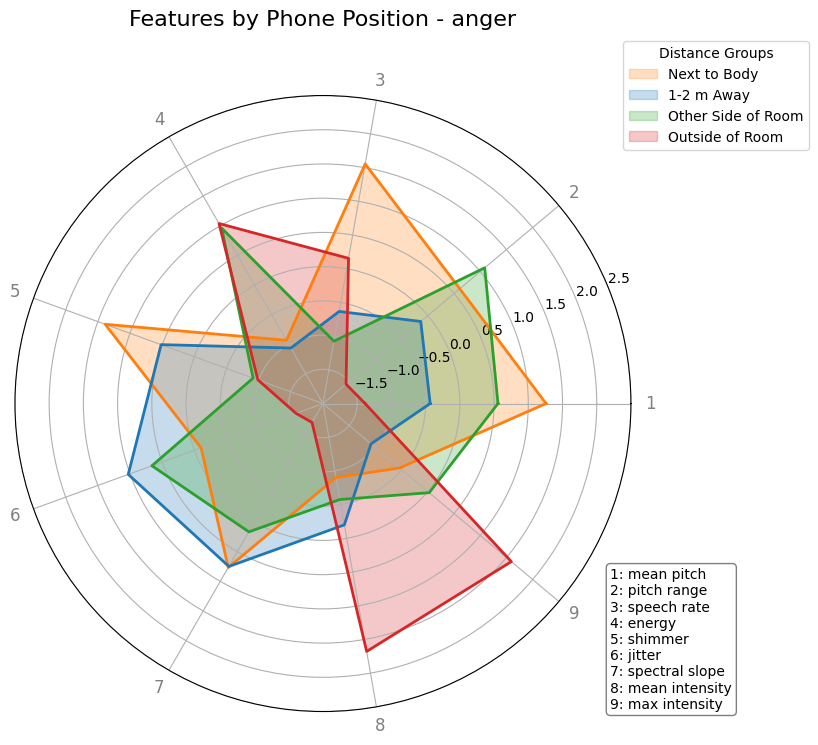 Features by Phone Position - anger
Distance Groups
Next to Body
1-2 m Away
Other Side of Room
Outside of Room
3
4
2
5
2.5
2.0
1.5
1.0
0.5
0.0
−0.5
−1.0
−1.5
1
6
7
8
9
1: mean pitch
2: pitch range
3: speech rate
4: energy
5: shimmer
6: jitter
7: spectral slope
8: mean intensity
9: max intensity